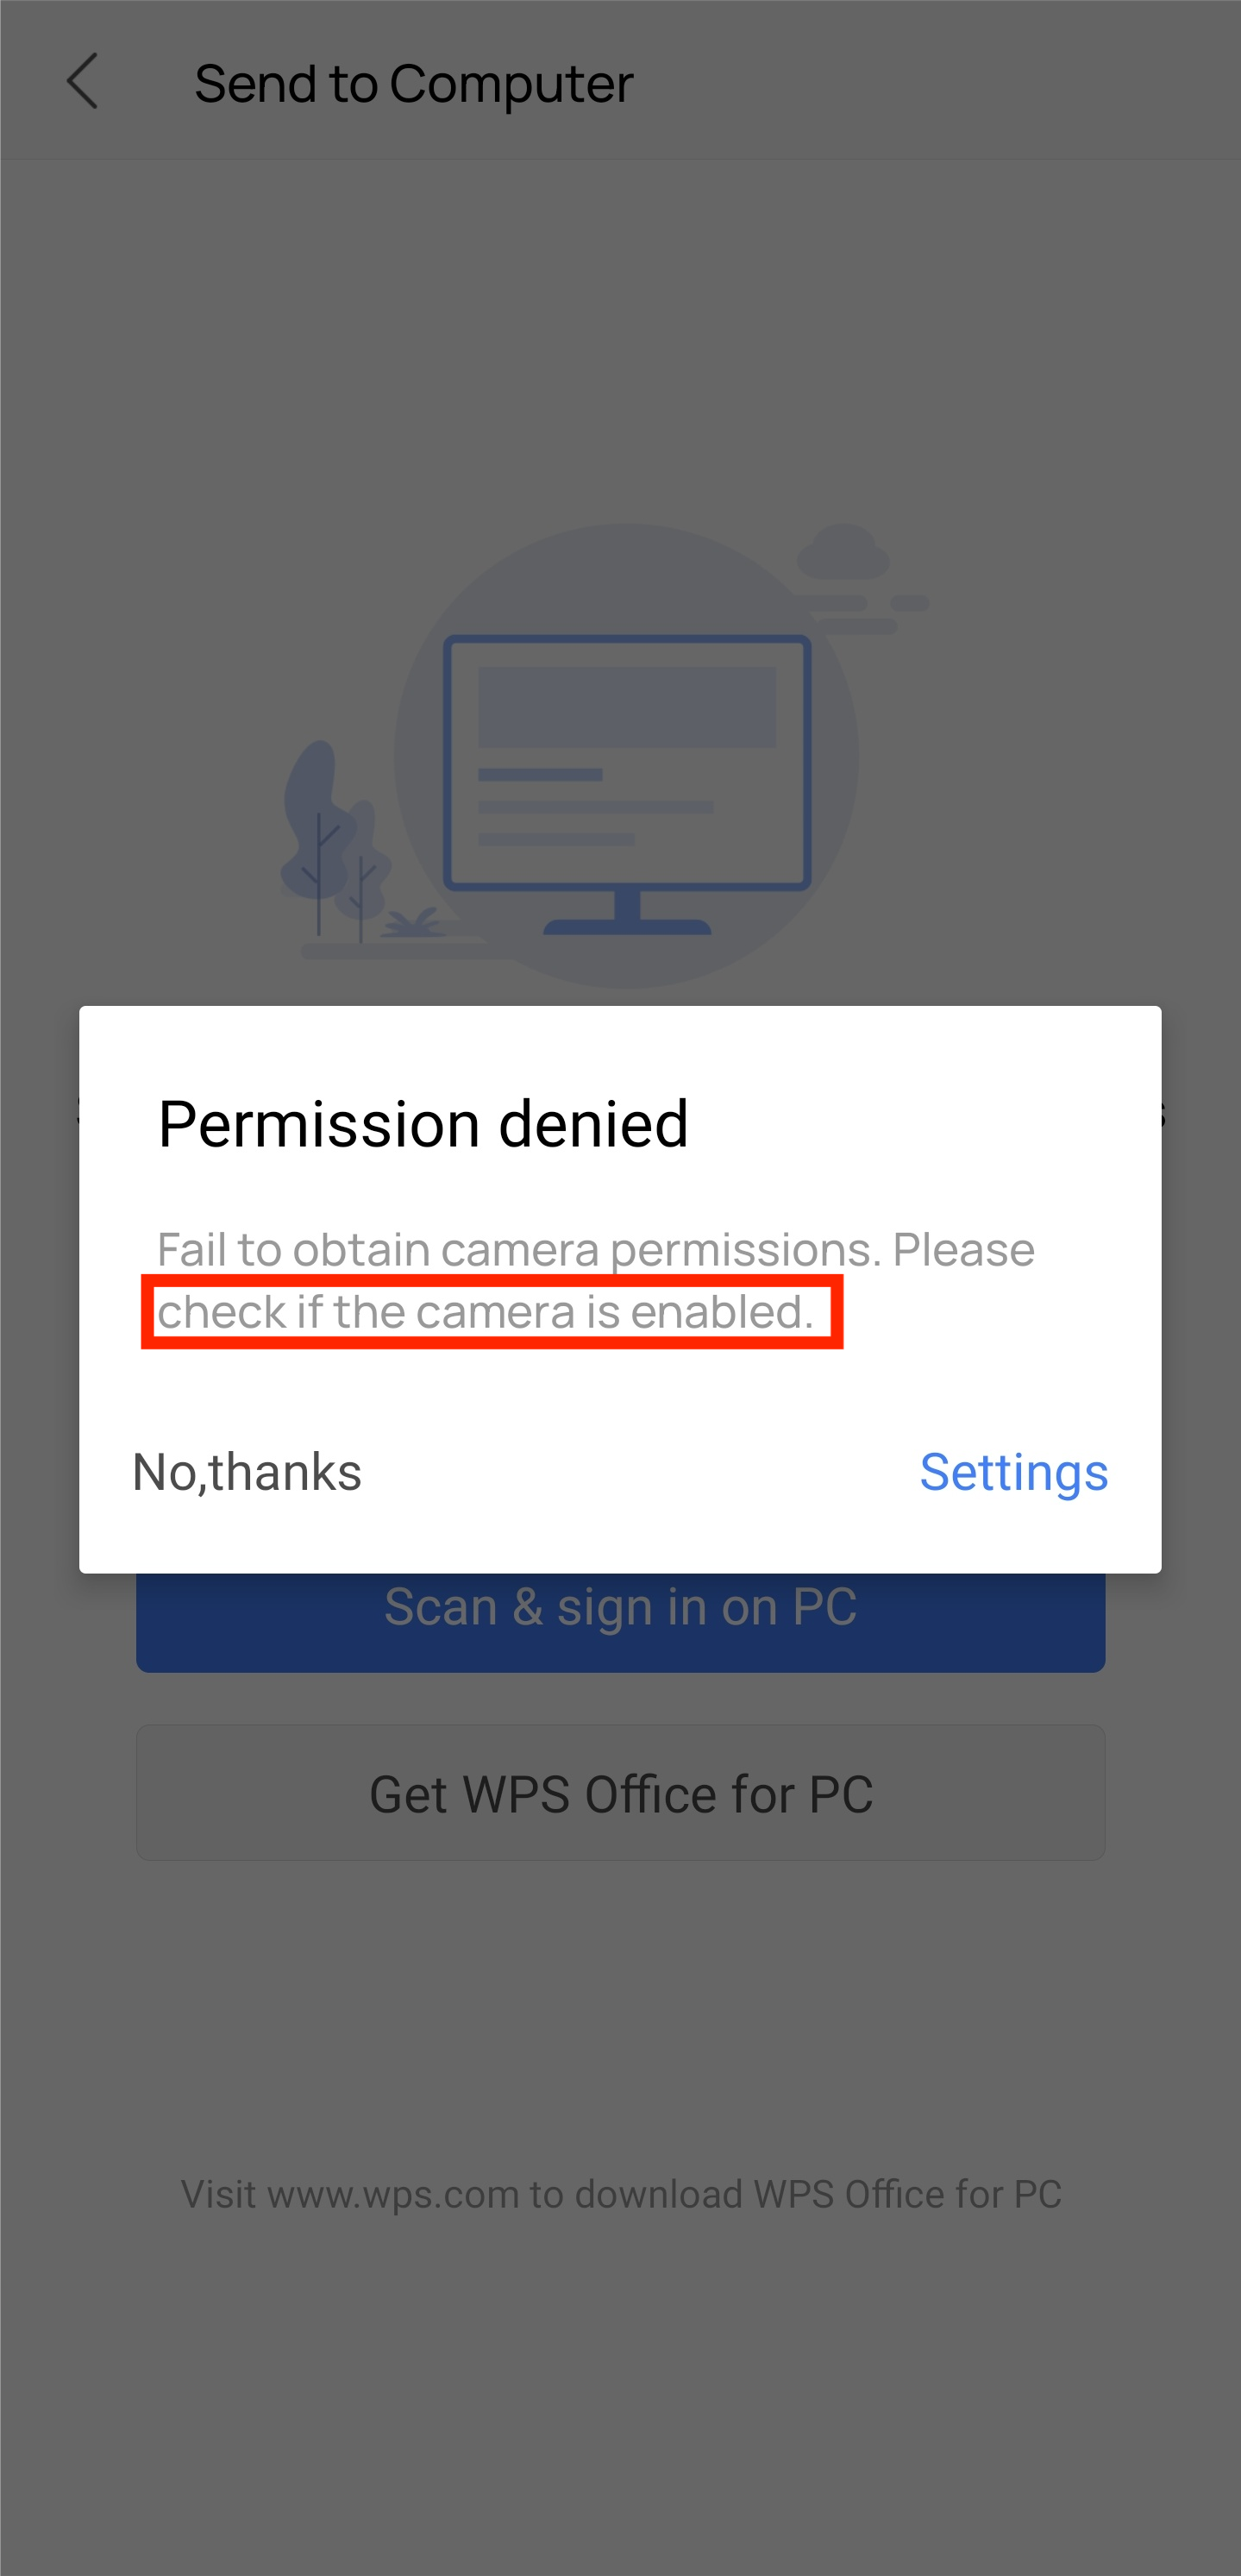 Send to Computer
Permission denied
Fail to obtain camera permissions. Please
check if the camera is enabled.
No,thanks
Settings
Scan & sign in on PC
Get WPS Office for PC
Visit www.wps.com to download WPS Office for PC